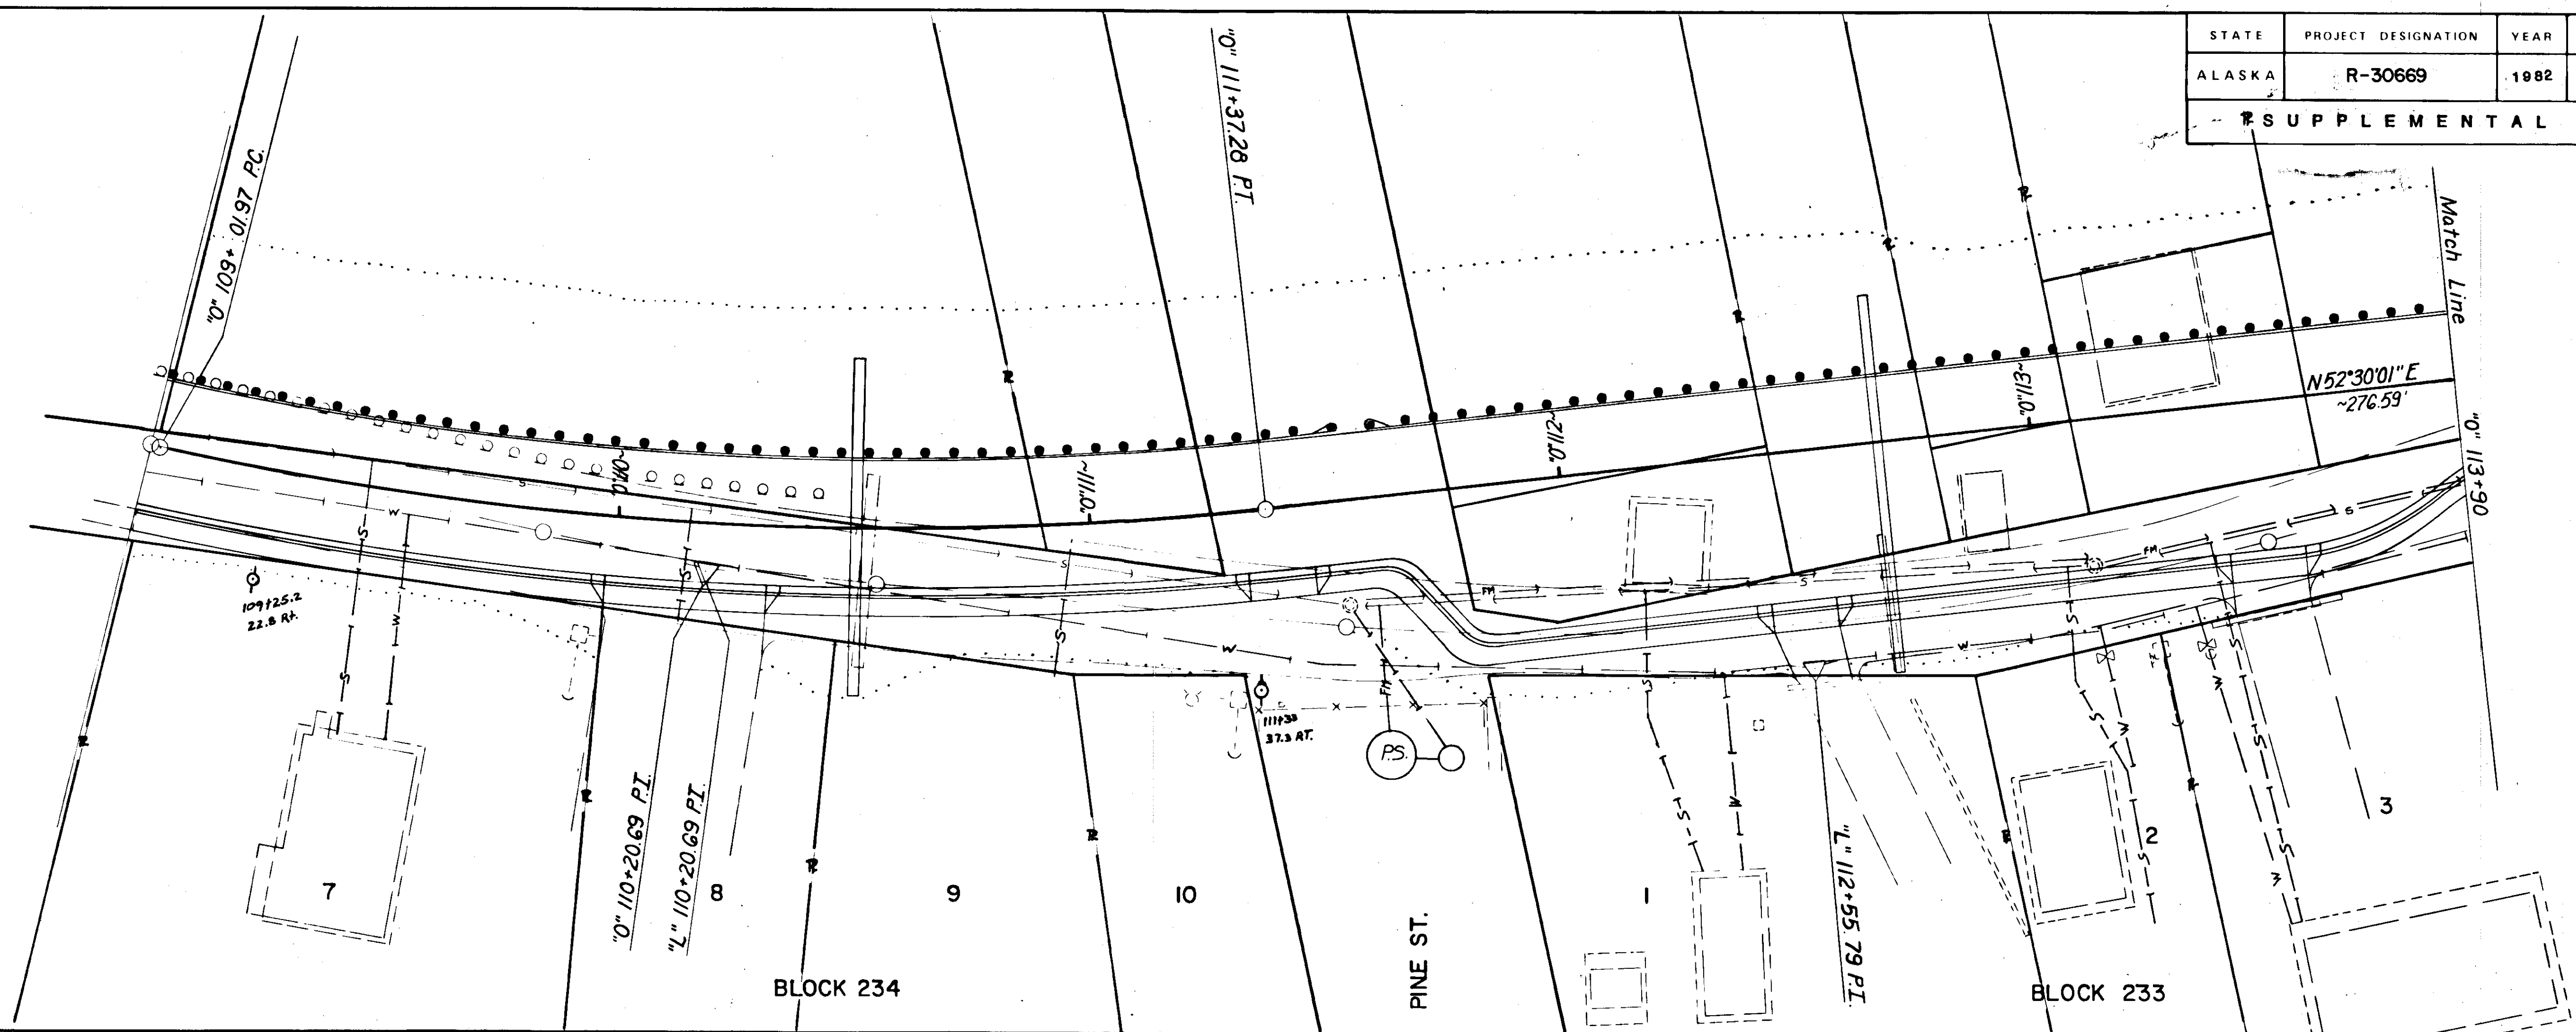 STATE PROJECT DESIGNATION YEAR
ALASKA R-30669 1982
SUPPLEMENTAL
"O" 109+01.97 P.C.
"O" 111+37.28 P.T.
Match Line
N52°30'01"E
~276.59'
"O" 113+90
~"O"110~
~"O"111~
~"O"112~
~"O"113~
S
W
S
S
FM
S
FM
S
109+25.2
22.8 Rt.
S
W
S
W
S
W
S
W
111+33
37.3 RT.
FM
P.S.
S
S
W
W
S
S
W
S
S
W
S
S
W
"O" 110+20.69 P.I.
"L" 110+20.69 P.I.
"L" 112+55.79 P.I.
7
8
9
10
1
2
3
PINE ST.
BLOCK 234
BLOCK 233